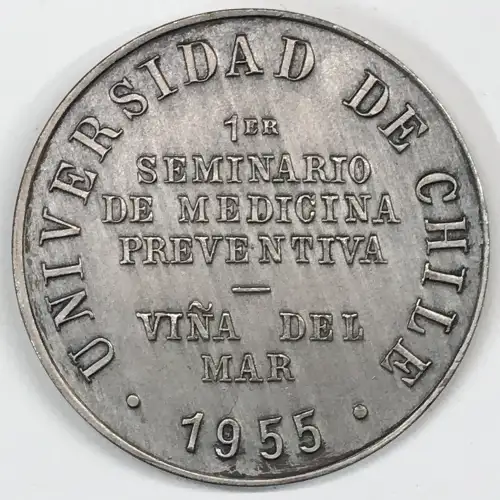 UNIVERSIDAD DE CHILE
1ER
SEMINARIO
DE MEDICINA
PREVENTIVA
—
VIÑA DEL
MAR
· 1955 ·